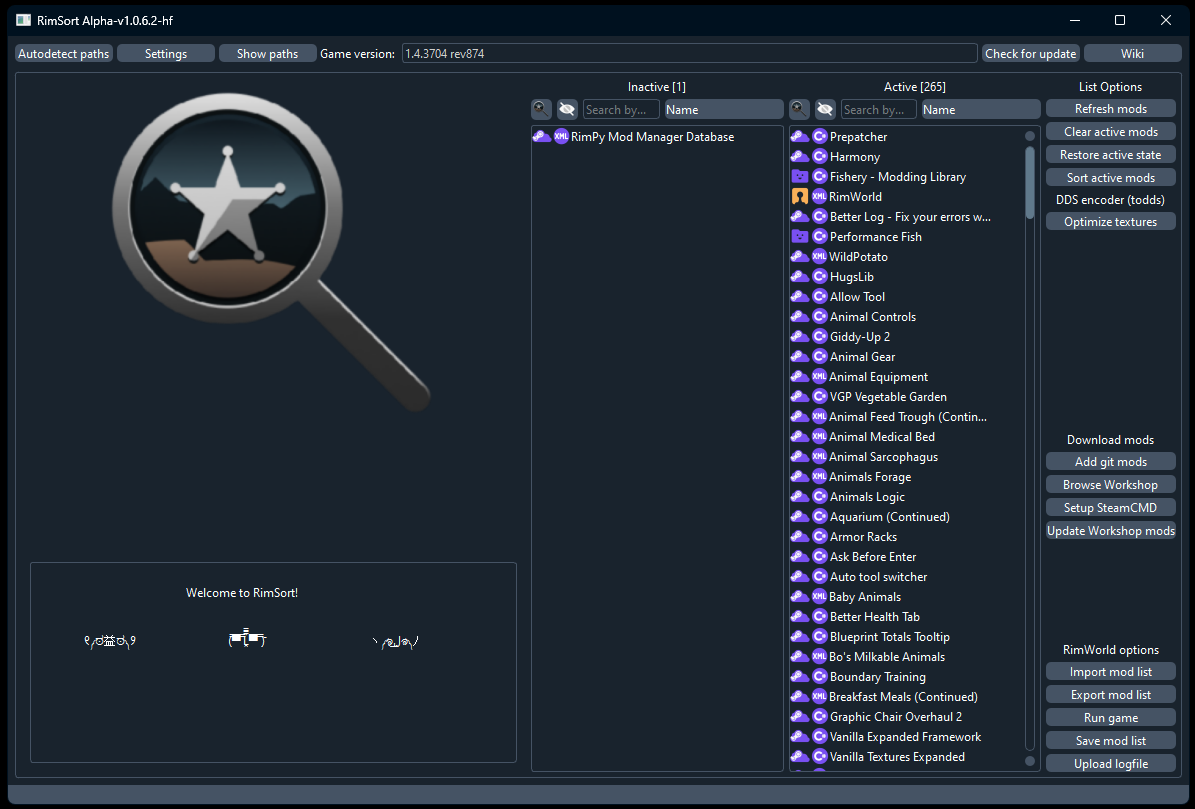 RimSort Alpha-v1.0.6.2-hf
Autodetect paths
Settings
Show paths
Game version:
1.4.3704 rev874
Check for update
Wiki
Inactive [1]
Search by...
Name
XML RimPy Mod Manager Database
Active [265]
Search by...
Name
Prepatcher
Harmony
Fishery - Modding Library
XML RimWorld
Better Log - Fix your errors w...
Performance Fish
XML WildPotato
HugsLib
Allow Tool
Animal Controls
Giddy-Up 2
Animal Gear
XML Animal Equipment
VGP Vegetable Garden
XML Animal Feed Trough (Contin...
XML Animal Medical Bed
XML Animal Sarcophagus
XML Animals Forage
Animals Logic
Aquarium (Continued)
Armor Racks
Ask Before Enter
Auto tool switcher
XML Baby Animals
Better Health Tab
Blueprint Totals Tooltip
XML Bo's Milkable Animals
Boundary Training
XML Breakfast Meals (Continued)
Graphic Chair Overhaul 2
Vanilla Expanded Framework
Vanilla Textures Expanded
List Options
Refresh mods
Clear active mods
Restore active state
Sort active mods
DDS encoder (todds)
Optimize textures
Download mods
Add git mods
Browse Workshop
Setup SteamCMD
Update Workshop mods
RimWorld options
Import mod list
Export mod list
Run game
Save mod list
Upload logfile
Welcome to RimSort!